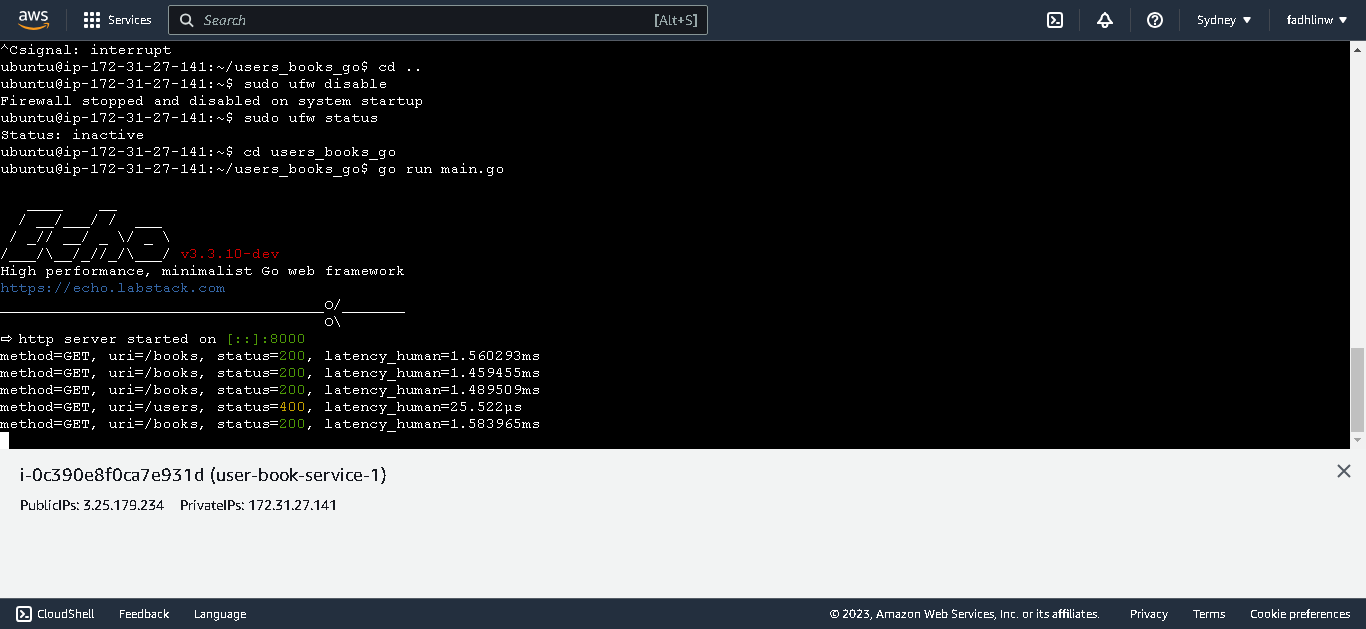 aws Services Search [Alt+S] Sydney ▼ fadhlinw ▼
^Csignal: interrupt
ubuntu@ip-172-31-27-141:~/users_books_go$ cd ..
ubuntu@ip-172-31-27-141:~$ sudo ufw disable
Firewall stopped and disabled on system startup
ubuntu@ip-172-31-27-141:~$ sudo ufw status
Status: inactive
ubuntu@ip-172-31-27-141:~$ cd users_books_go
ubuntu@ip-172-31-27-141:~/users_books_go$ go run main.go
Echo v3.3.10-dev
High performance, minimalist Go web framework
https://echo.labstack.com
____________________________________O/_______
O\
⇨ http server started on [::]:8000
method=GET, uri=/books, status=200, latency_human=1.560293ms
method=GET, uri=/books, status=200, latency_human=1.459455ms
method=GET, uri=/books, status=200, latency_human=1.489509ms
method=GET, uri=/users, status=400, latency_human=25.522µs
method=GET, uri=/books, status=200, latency_human=1.583965ms
i-0c390e8f0ca7e931d (user-book-service-1)
PublicIPs: 3.25.179.234 PrivateIPs: 172.31.27.141
CloudShell Feedback Language © 2023, Amazon Web Services, Inc. or its affiliates. Privacy Terms Cookie preferences